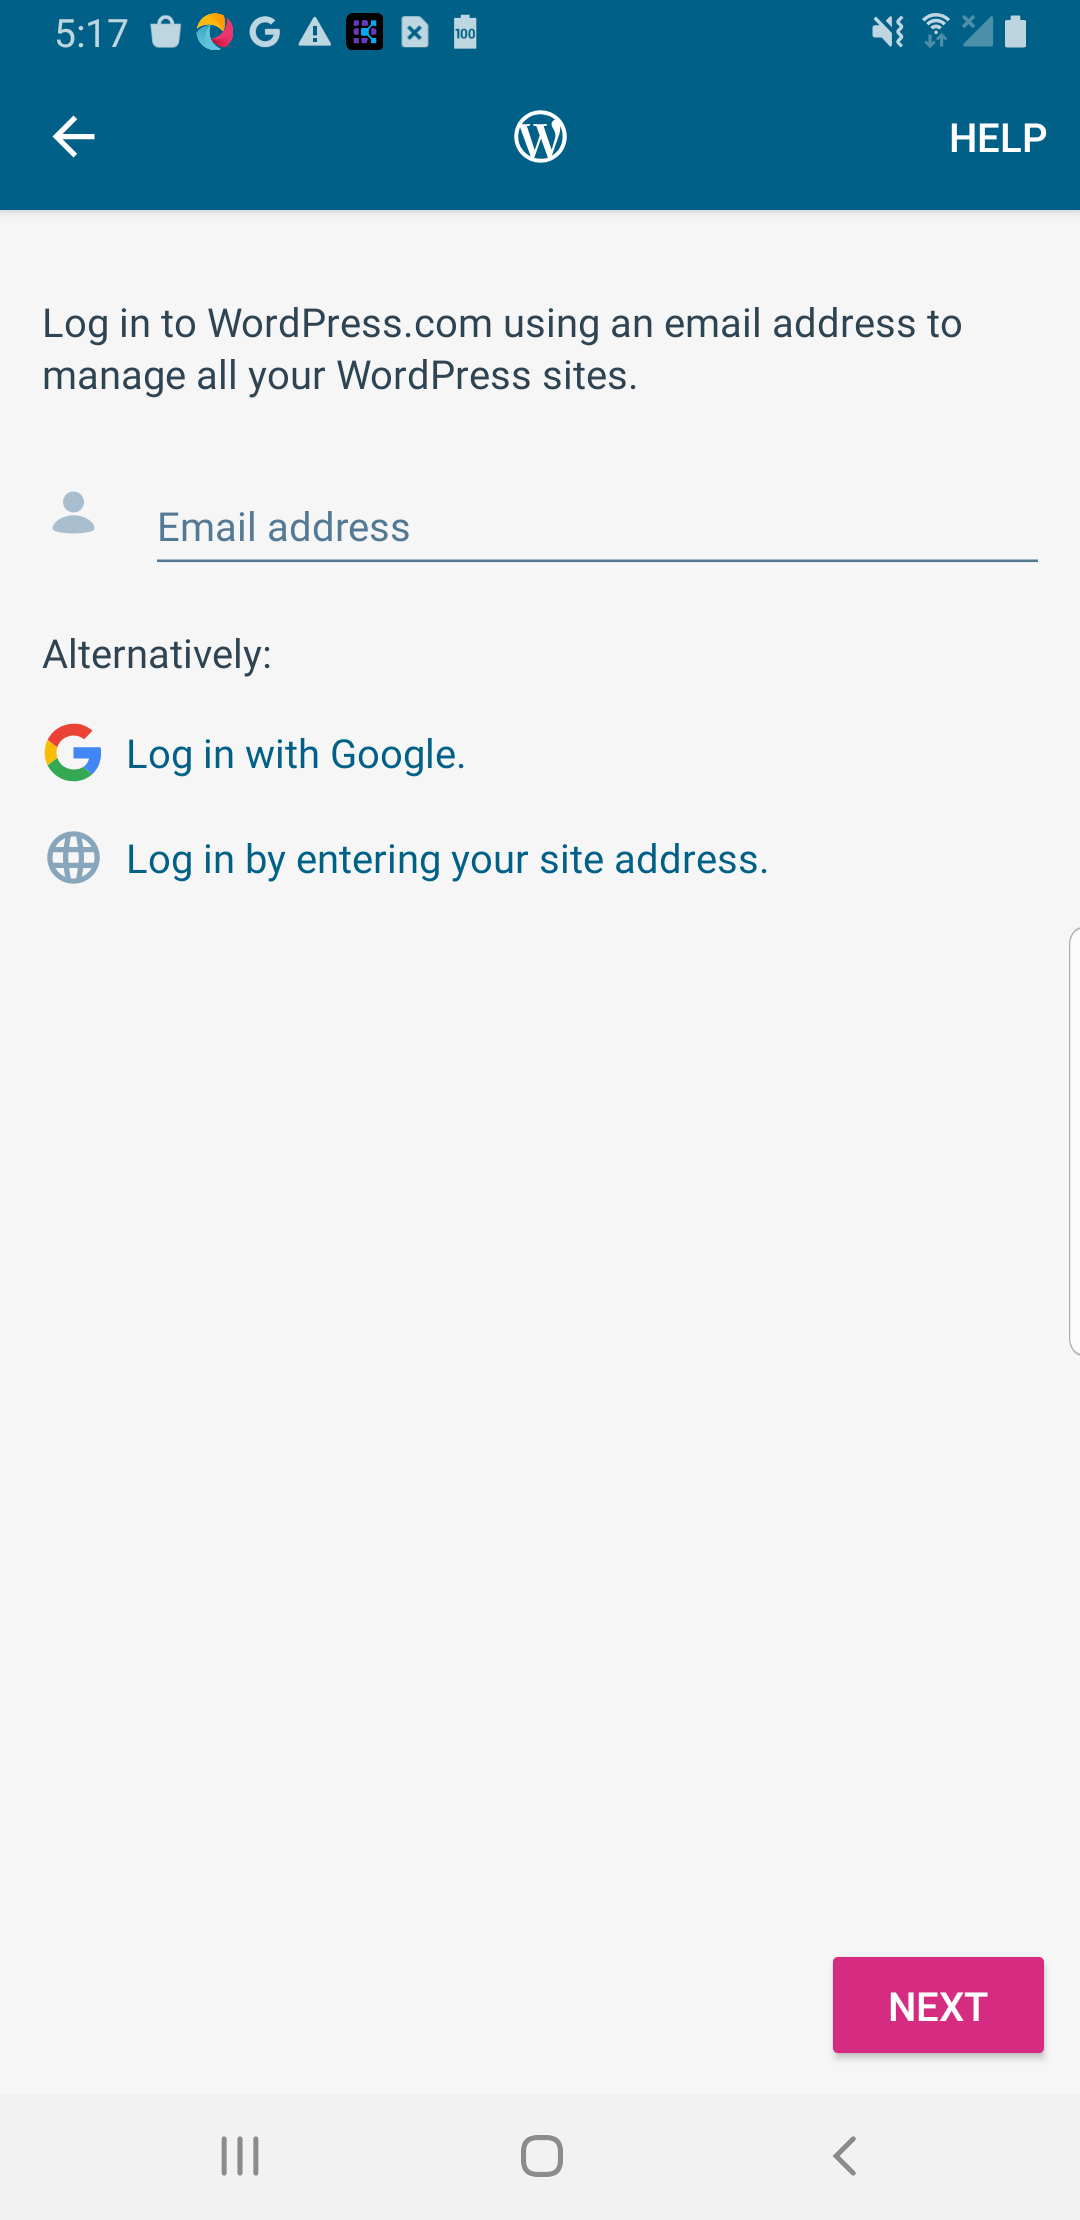 5:17
100
HELP
Log in to WordPress.com using an email address to
manage all your WordPress sites.
Email address
Alternatively:
Log in with Google.
Log in by entering your site address.
NEXT